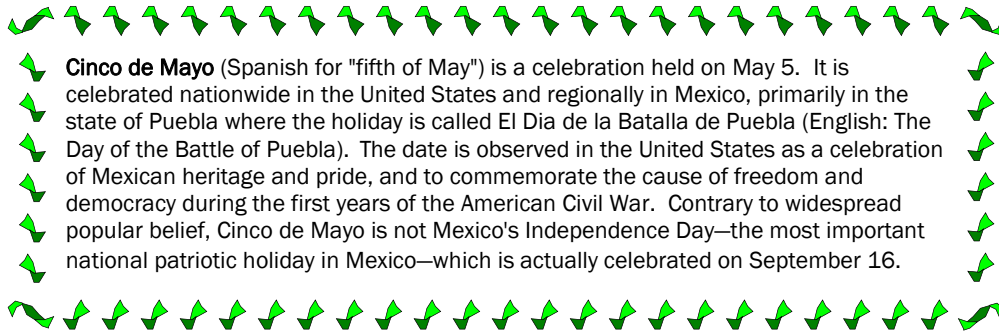 Cinco de Mayo (Spanish for "fifth of May") is a celebration held on May 5.  It is
celebrated nationwide in the United States and regionally in Mexico, primarily in the
state of Puebla where the holiday is called El Dia de la Batalla de Puebla (English: The
Day of the Battle of Puebla).  The date is observed in the United States as a celebration
of Mexican heritage and pride, and to commemorate the cause of freedom and
democracy during the first years of the American Civil War.  Contrary to widespread
popular belief, Cinco de Mayo is not Mexico's Independence Day—the most important
national patriotic holiday in Mexico—which is actually celebrated on September 16.